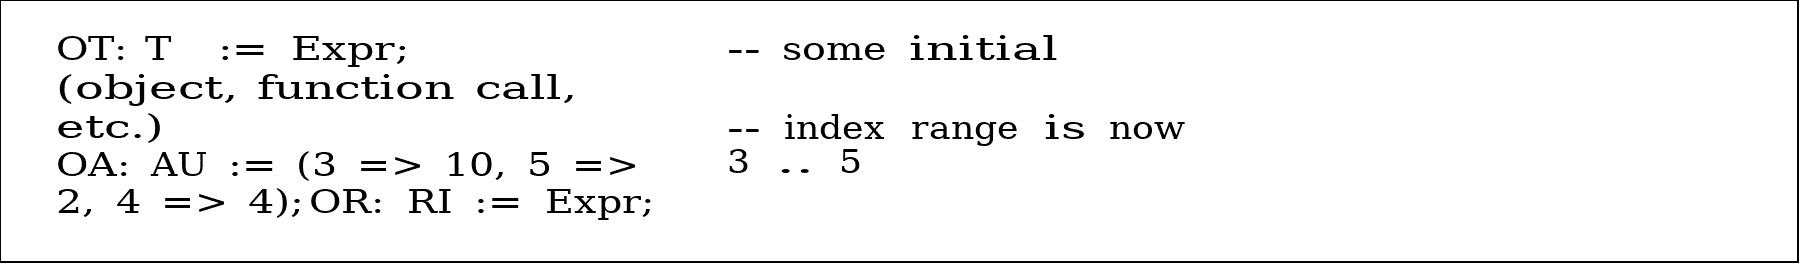 OT: T := Expr; -- some initial
(object, function call,
etc.) -- index range is now
OA: AU := (3 => 10, 5 => 3 .. 5
2, 4 => 4); OR: RI := Expr;